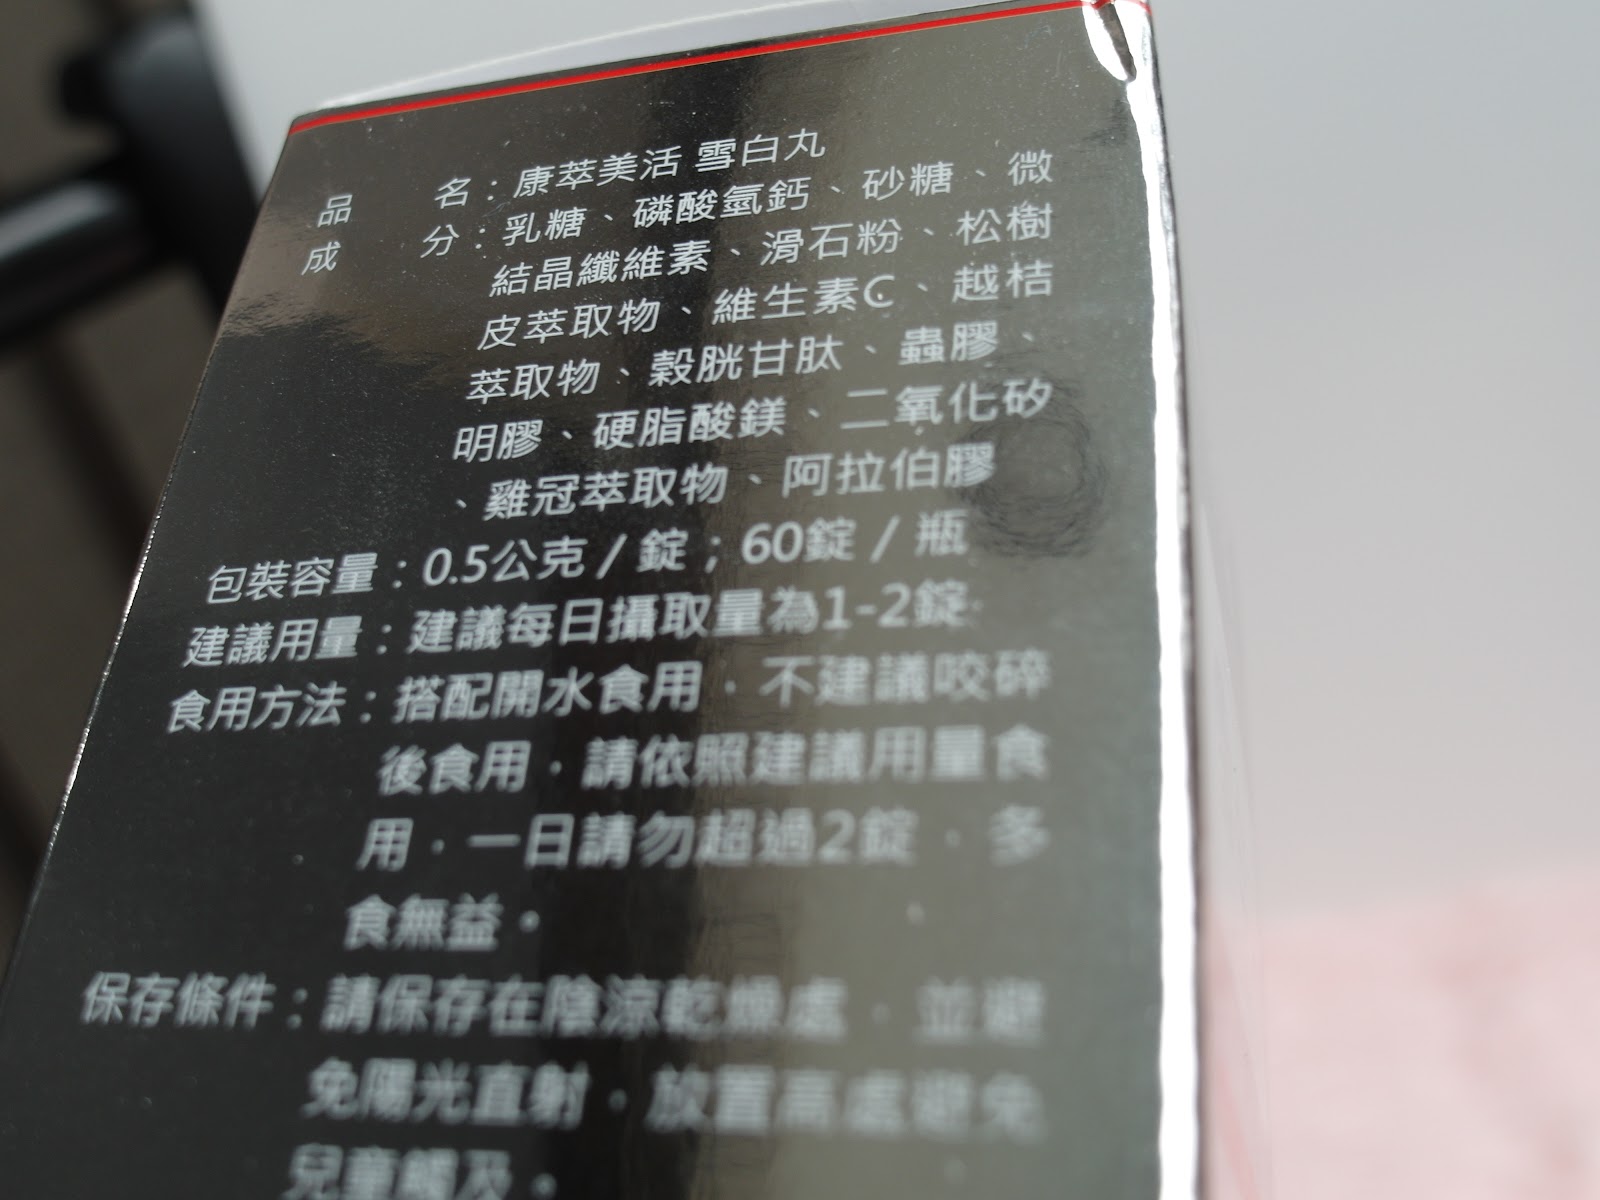 品名：康萃美活 雪白丸
成分：乳糖、磷酸氫鈣、砂糖、微
結晶纖維素、滑石粉、松樹
皮萃取物、維生素C、越桔
萃取物、穀胱甘肽、蟲膠、
明膠、硬脂酸鎂、二氧化矽
、雞冠萃取物、阿拉伯膠
包裝容量：0.5公克/錠；60錠/瓶
建議用量：建議每日攝取量為1-2錠
食用方法：搭配開水食用，不建議咬碎
後食用，請依照建議用量食
用，一日請勿超過2錠，多
食無益。
保存條件：請保存在陰涼乾燥處，並避
免陽光直射，放置高處避免
兒童觸及。